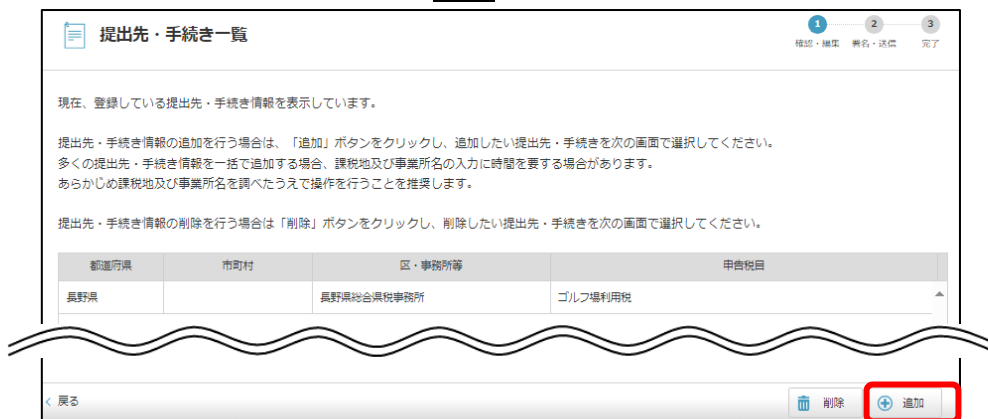 提出先・手続き一覧
1 2 3
確認・編集 署名・送信 完了
現在、登録している提出先・手続き情報を表示しています。
提出先・手続き情報の追加を行う場合は、「追加」ボタンをクリックし、追加したい提出先・手続きを次の画面で選択してください。
多くの提出先・手続き情報を一括で追加する場合、課税地及び事業所名の入力に時間を要する場合があります。
あらかじめ課税地及び事業所名を調べたうえで操作を行うことを推奨します。
提出先・手続き情報の削除を行う場合は「削除」ボタンをクリックし、削除したい提出先・手続きを次の画面で選択してください。
都道府県 市町村 区・事務所等 申告税目
長野県 長野県総合県税事務所 ゴルフ場利用税
戻る 削除 追加